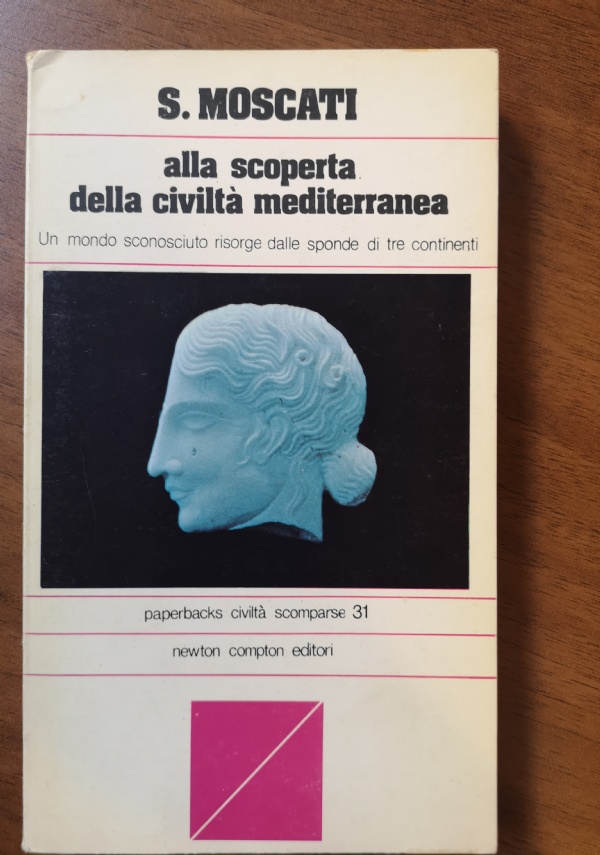 S. MOSCATI
alla scoperta
della civiltà mediterranea
Un mondo sconosciuto risorge dalle sponde di tre continenti
paperbacks civiltà scomparse 31
newton compton editori